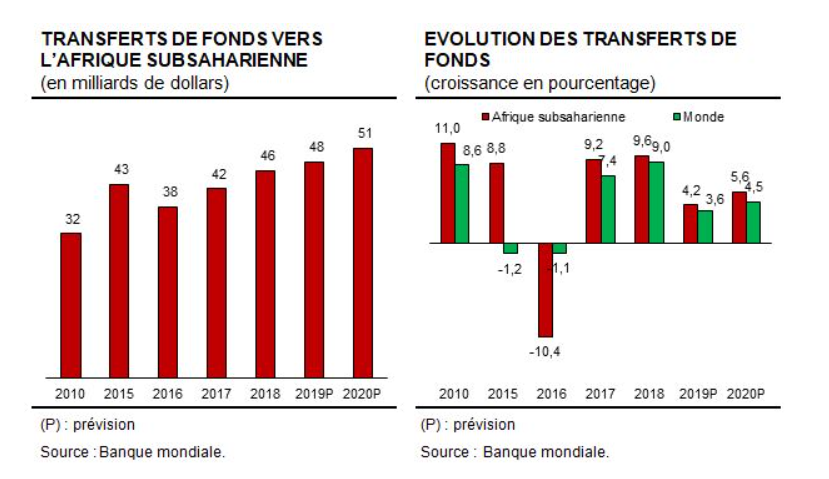 TRANSFERTS DE FONDS VERS
L'AFRIQUE SUBSAHARIENNE
(en milliards de dollars)
51
48
46
43
42
38
32
2010 2015 2016 2017 2018 2019P 2020P
(P) : prévision
Source : Banque mondiale.
EVOLUTION DES TRANSFERTS DE
FONDS
(croissance en pourcentage)
Afrique subsaharienne Monde
11,0
8,6 8,8
9,2
7,4
9,6 9,0
4,2 3,6
5,6 4,5
-1,2
-1,1
-10,4
2010 2015 2016 2017 2018 2019P 2020P
(P) : prévision
Source : Banque mondiale.